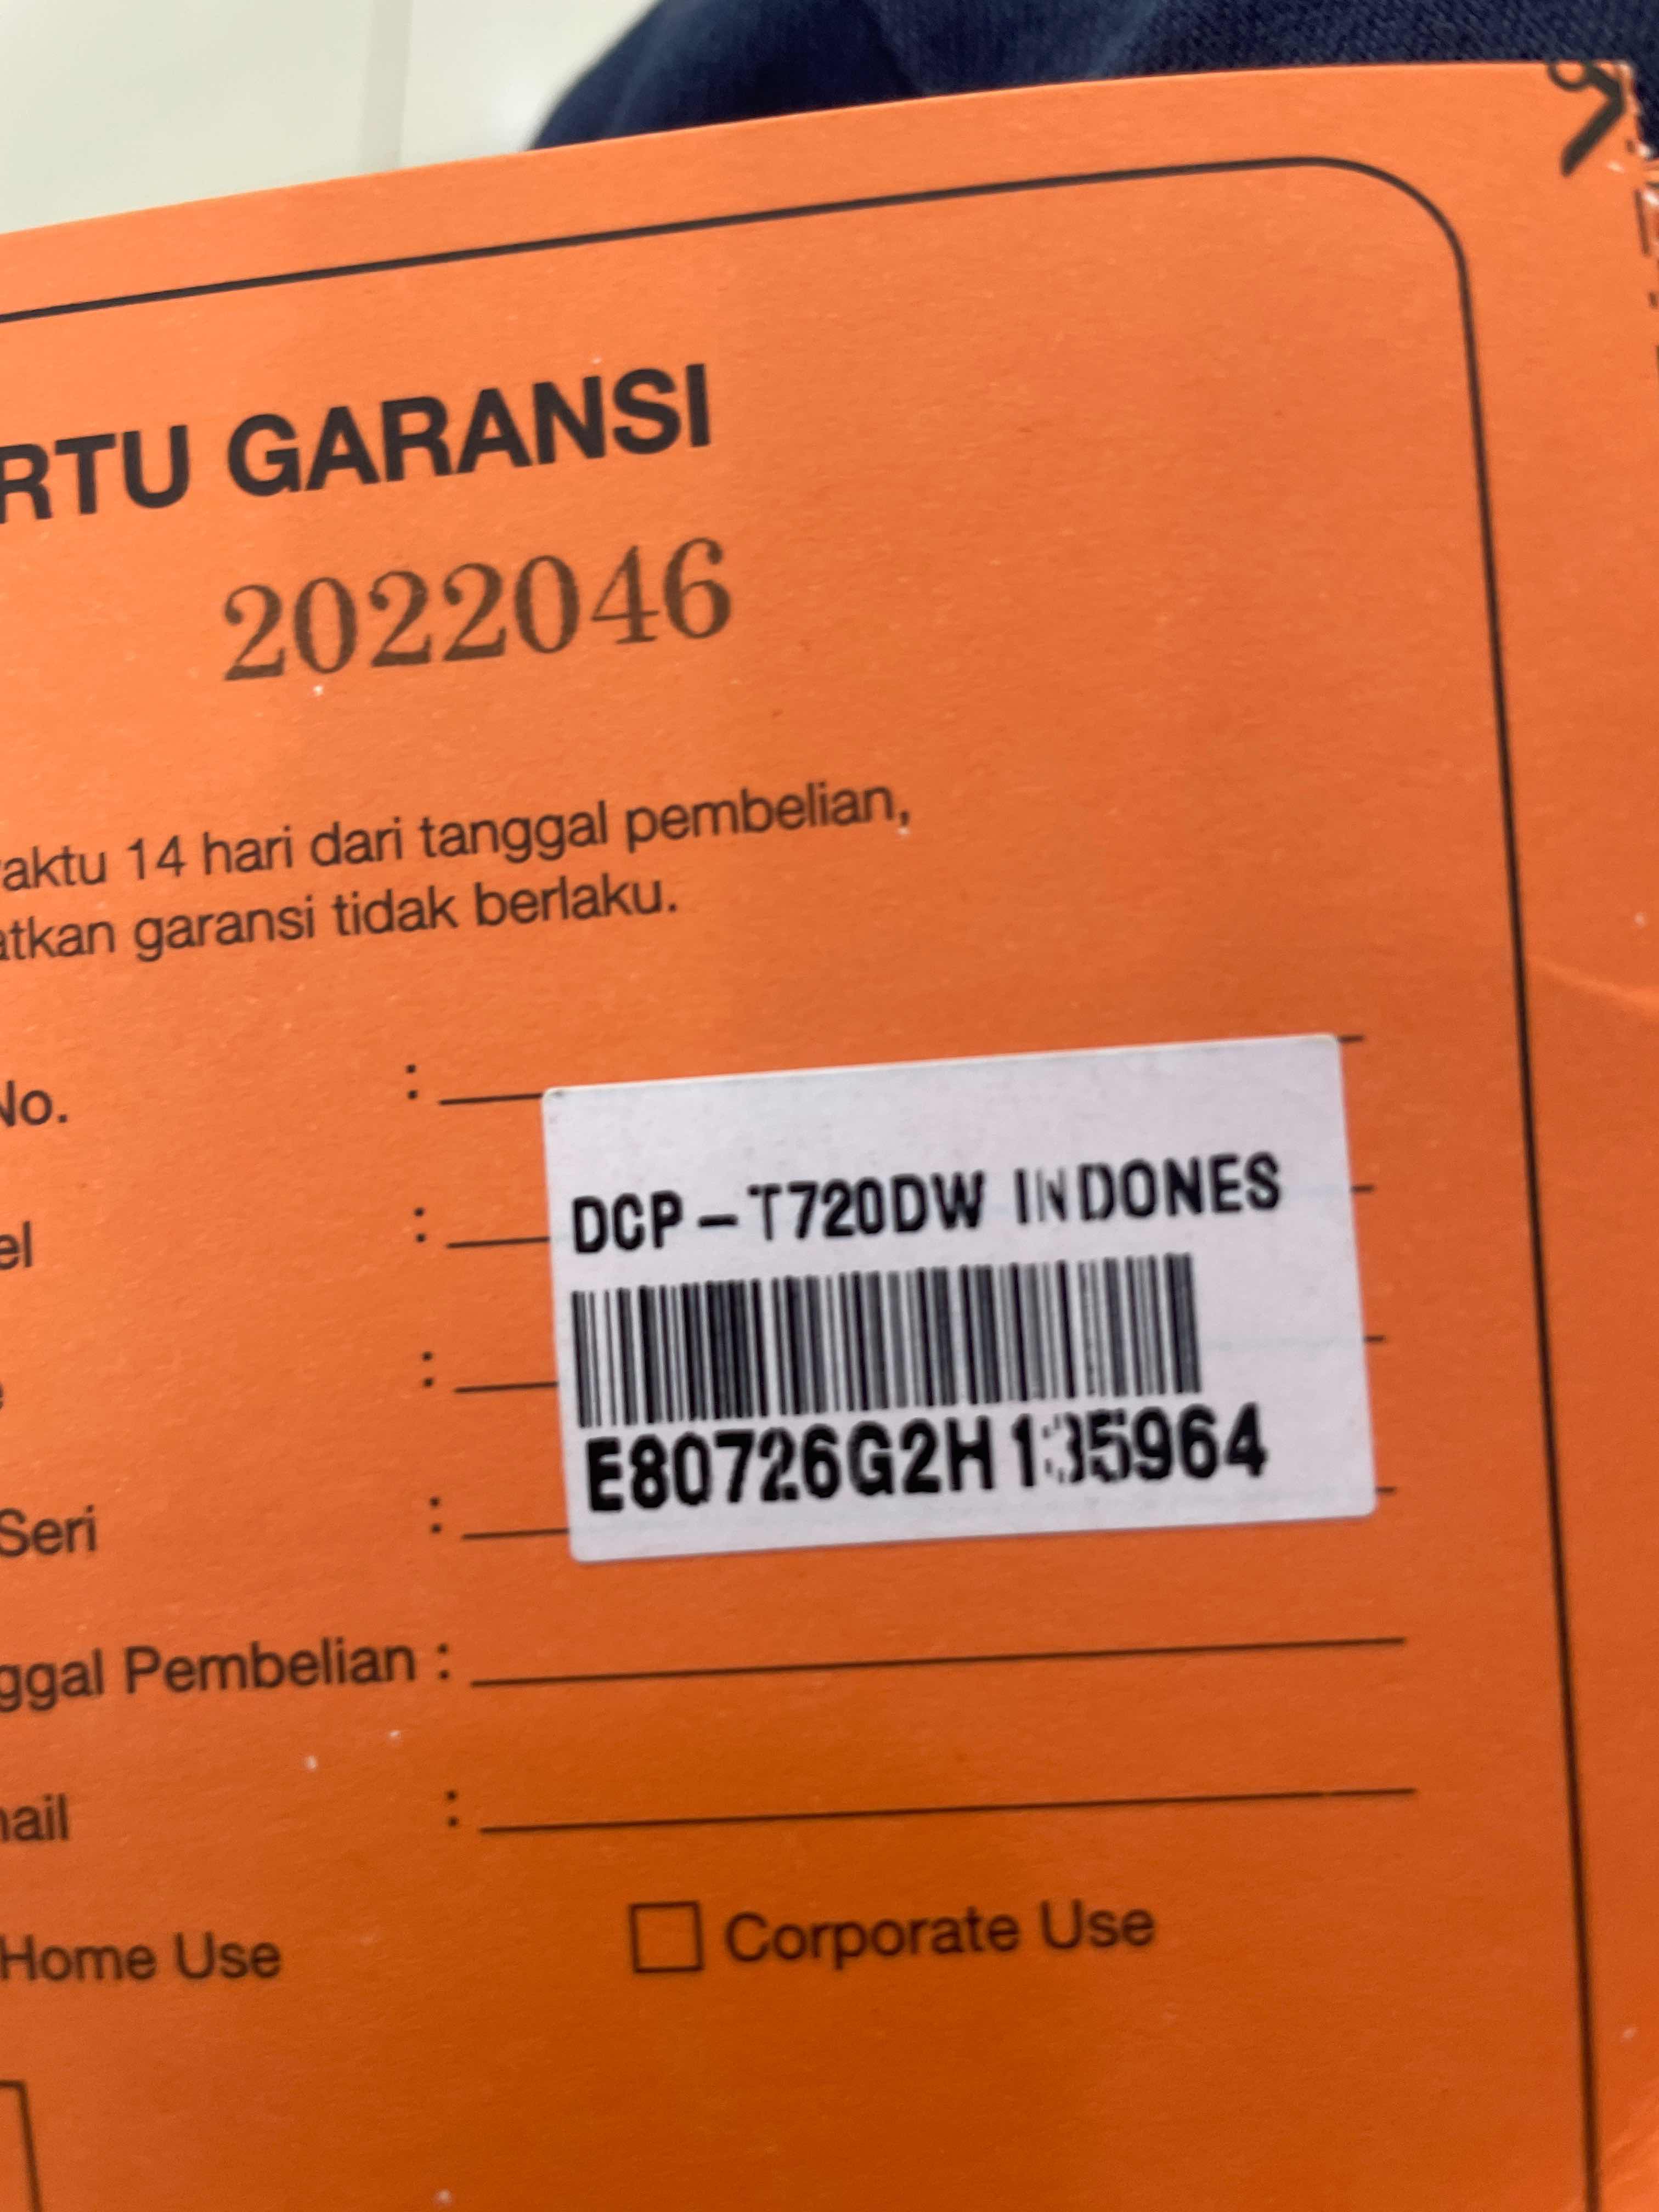 RTU GARANSI
2022046
aktu 14 hari dari tanggal pembelian,
atkan garansi tidak berlaku.
No. :
el :
DCP-T720DW INDONES
:
E80726G2H135964
Seri :
ggal Pembelian :
ail :
Home Use Corporate Use